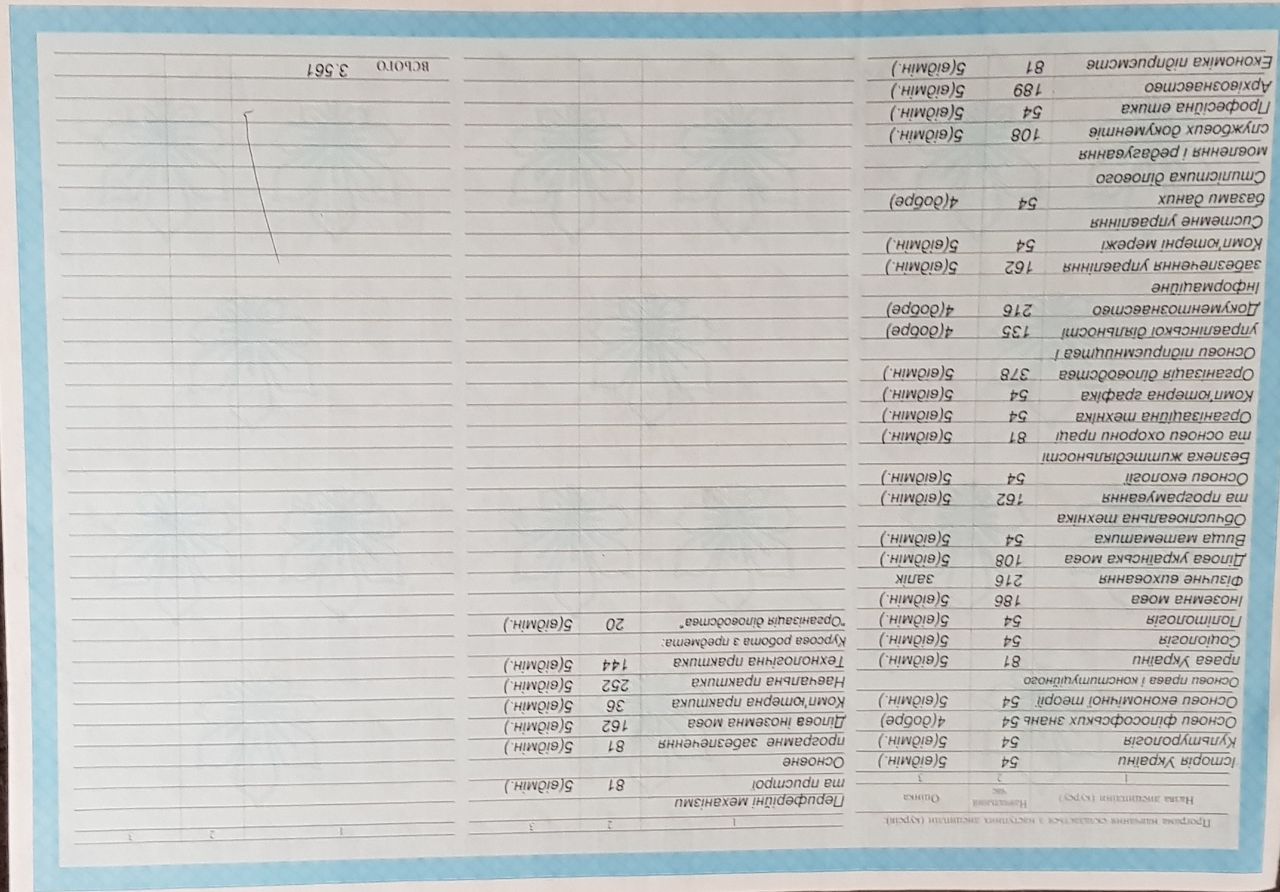 Програма навчання складається з наступних дисциплін (курсів):
Назва дисципліни (курсу) Навчальний час Оцінка
1 2 3
Історія України 54 5(відмін.)
Культурологія 54 5(відмін.)
Основи філософських знань 54 4(добре)
Основи економічної теорії 54 5(відмін.)
Основи права і конституційного
права України 81 5(відмін.)
Соціологія 54 5(відмін.)
Політологія 54 5(відмін.)
Іноземна мова 186 5(відмін.)
Фізичне виховання 216 залік
Ділова українська мова 108 5(відмін.)
Вища математика 54 5(відмін.)
Обчислювальна техніка
та програмування 162 5(відмін.)
Основи екології 54 5(відмін.)
Безпека життєдіяльності
та основи охорони праці 81 5(відмін.)
Організаційна техніка 54 5(відмін.)
Комп'ютерна графіка 54 5(відмін.)
Організація діловодства 378 5(відмін.)
Основи підприємництва і
управлінської діяльності 135 4(добре)
Документознавство 216 4(добре)
Інформаційне
забезпечення управління 162 5(відмін.)
Комп'ютерні мережі 54 5(відмін.)
Системне управління
базами даних 54 4(добре)
Стилістика ділового
мовлення і редагування
службових документів 108 5(відмін.)
Професійна етика 54 5(відмін.)
Архівознавство 189 5(відмін.)
Економіка підприємств 81 5(відмін.)
1 2 3
Периферійні механізми
та пристрої 81 5(відмін.)
Основне
програмне забезпечення 81 5(відмін.)
Ділова іноземна мова 162 5(відмін.)
Комп'ютерна практика 36 5(відмін.)
Навчальна практика 252 5(відмін.)
Технологічна практика 144 5(відмін.)
Курсова робота з предмета:
"Організація діловодства" 20 5(відмін.)
1 2 3
ВСЬОГО 3.561